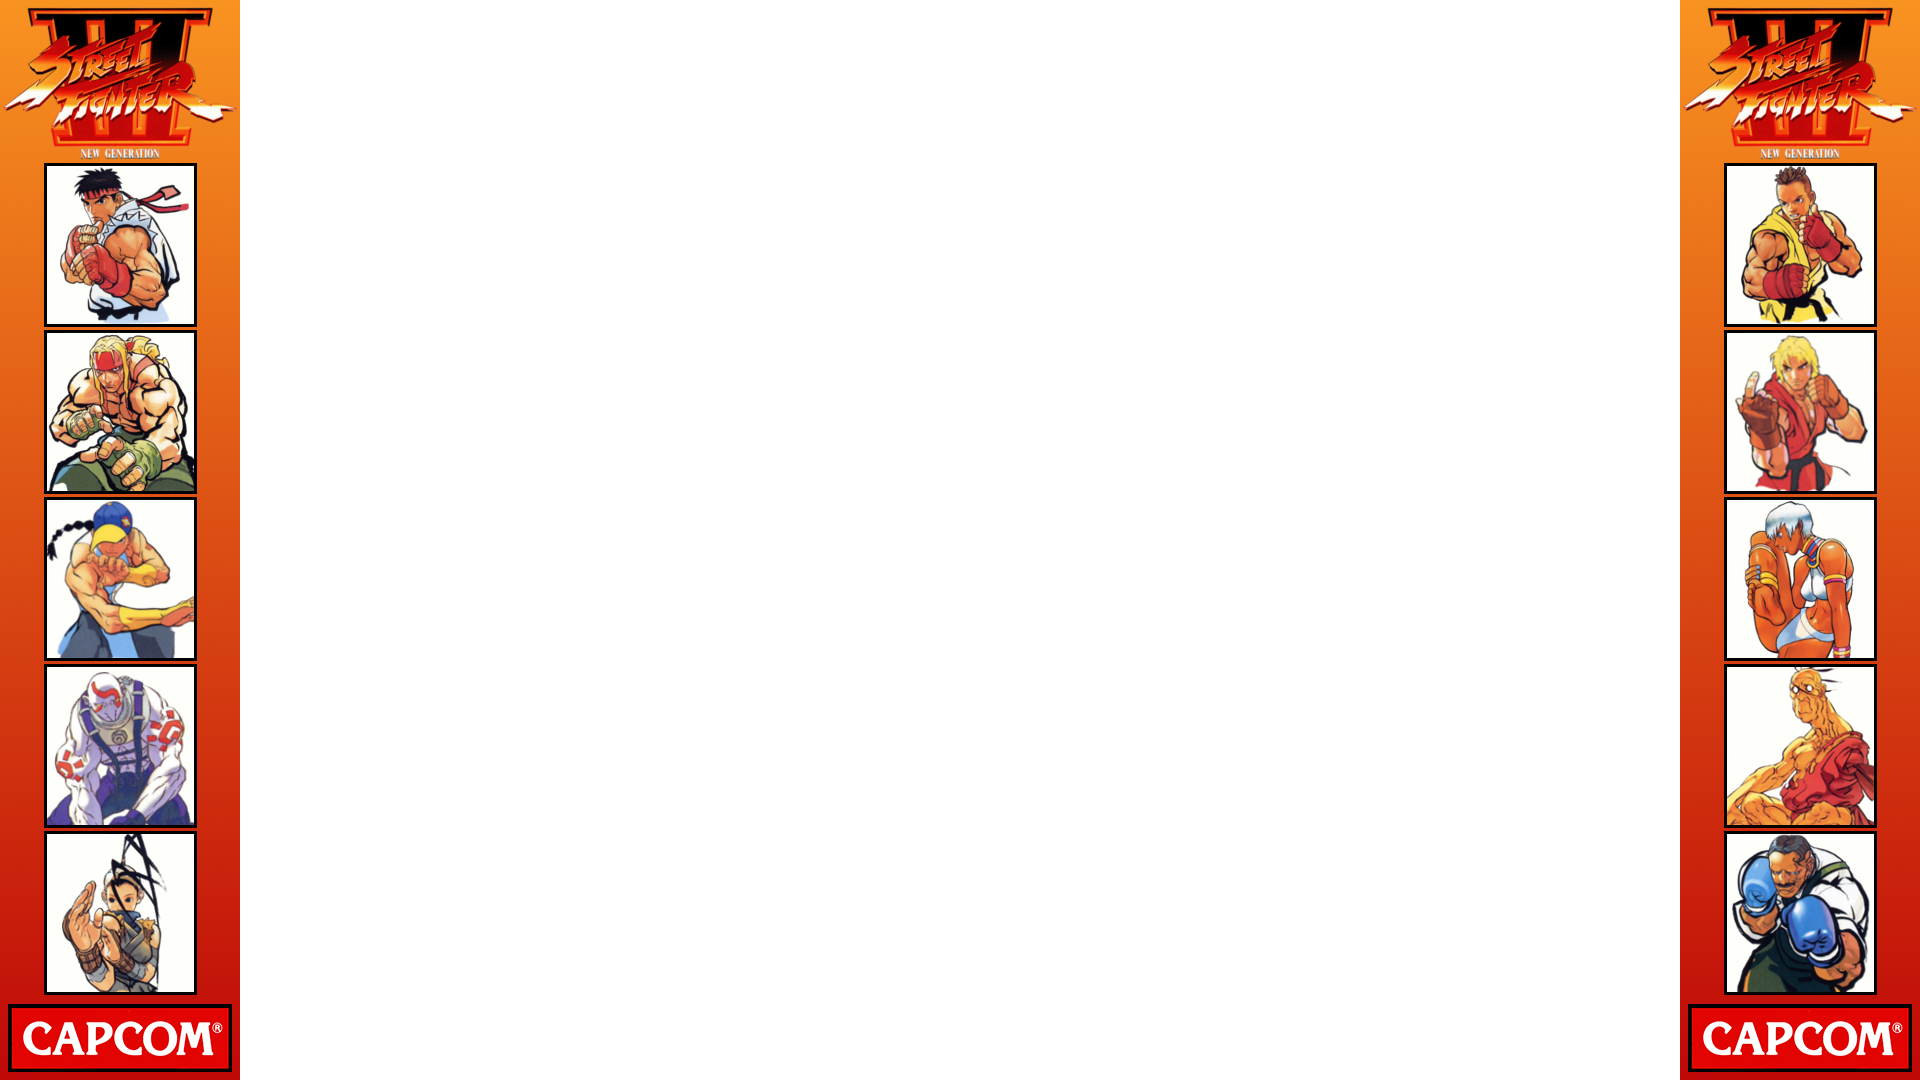 III
STREET
FIGHTER
NEW GENERATION
CAPCOM®
III
STREET
FIGHTER
NEW GENERATION
CAPCOM®